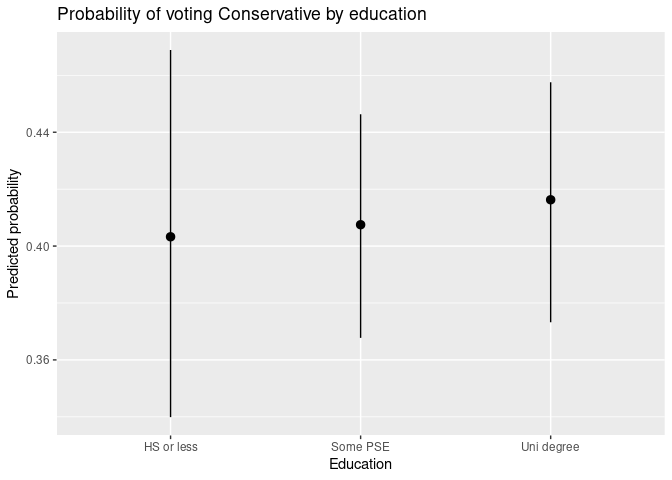 Probability of voting Conservative by education
Predicted probability
0.44
0.40
0.36
HS or less
Some PSE
Uni degree
Education